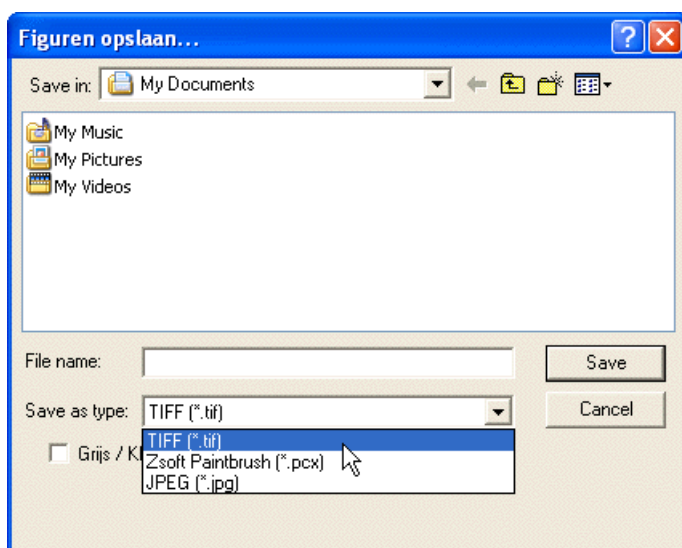 Figuren opslaan...
Save in: My Documents
My Music
My Pictures
My Videos
File name:
Save
Save as type: TIFF (*.tif)
Cancel
TIFF (*.tif)
Grijs /
Zsoft Paintbrush (*.pcx)
JPEG (*.jpg)